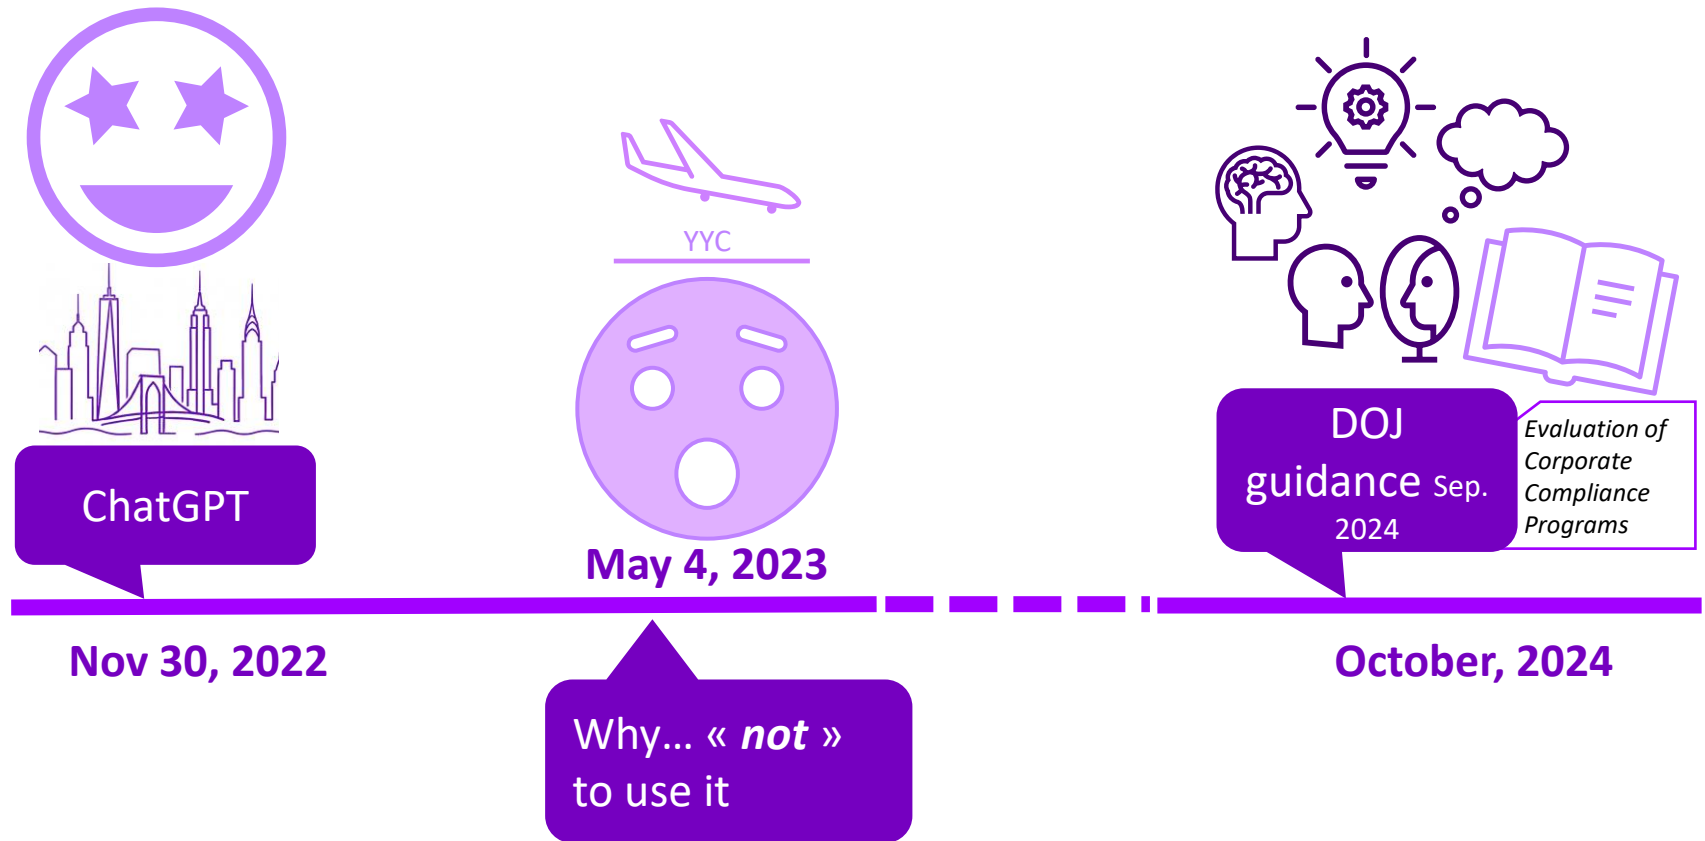 YYC
ChatGPT
May 4, 2023
DOJ
guidance Sep.
2024
Evaluation of
Corporate
Compliance
Programs
Nov 30, 2022
October, 2024
Why... « not »
to use it